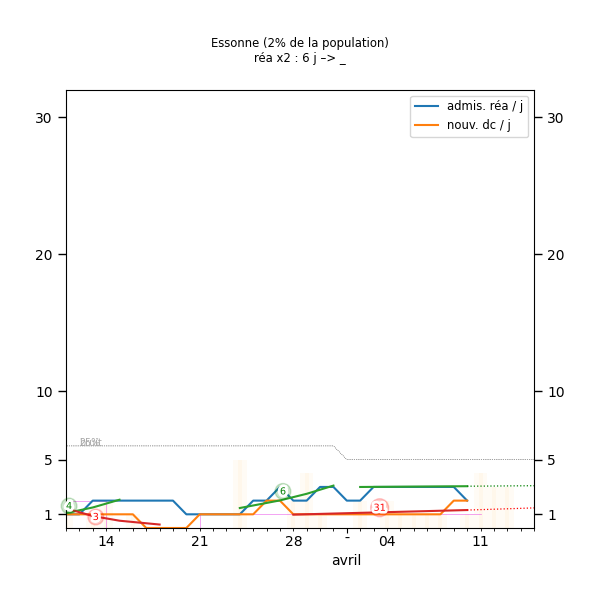 Essonne (2% de la population)
réa x2 : 6 j –> _
admis. réa / j
nouv. dc / j
30 30
20 20
10 10
5 5
1 1
4
3
6
31
14 21 28 - 04 11
avril